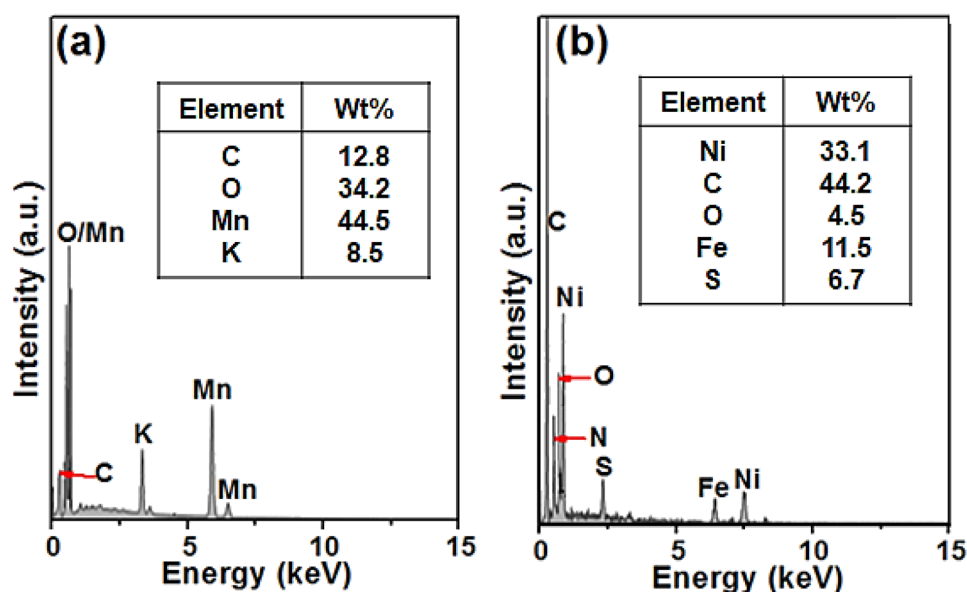 (a)
Element Wt%
C 12.8
O 34.2
Mn 44.5
K 8.5
O/Mn
Mn
K
C
Mn
Intensity (a.u.)
0 5 10 15
Energy (keV)
(b)
Element Wt%
Ni 33.1
C 44.2
O 4.5
Fe 11.5
S 6.7
C
Ni
O
N
S
Fe Ni
Intensity (a.u.)
0 5 10 15
Energy (keV)